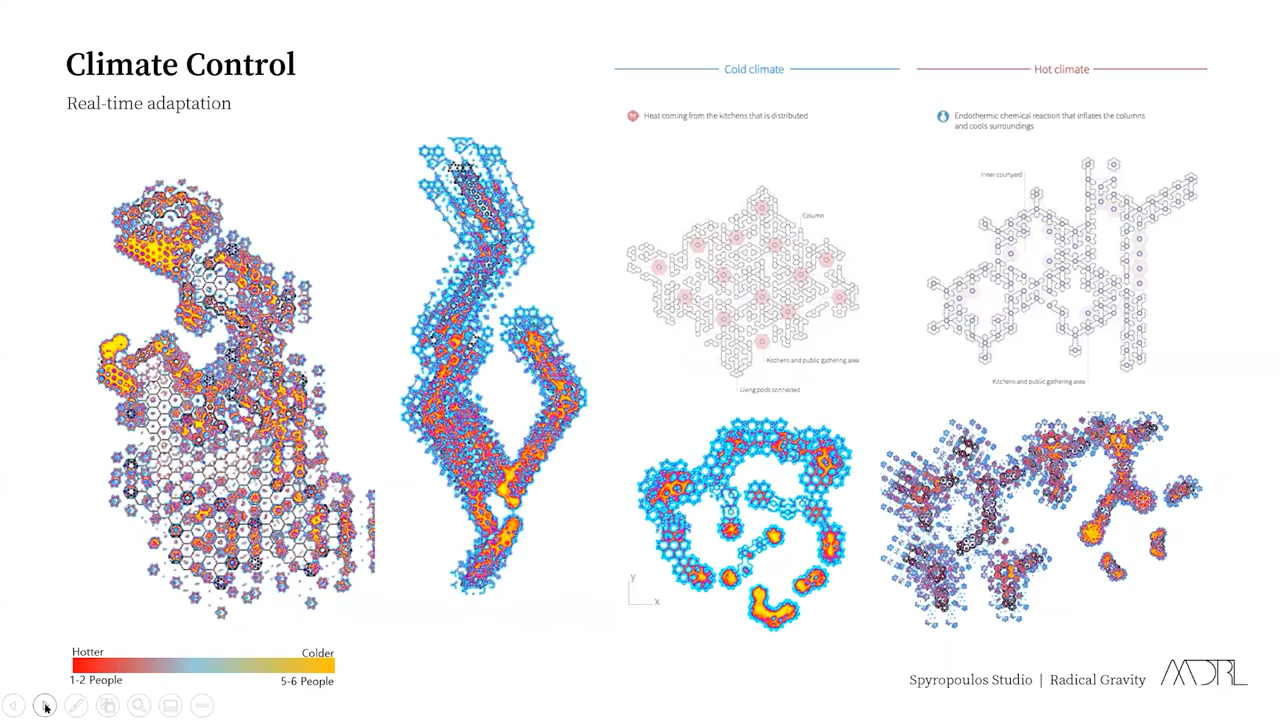 Climate Control
Real-time adaptation
Cold climate
Hot climate
Heat coming from the kitchens that is distributed
Endothermic chemical reaction that inflates the columns
and cools surroundings
Inner courtyard
Column
Kitchens and public gathering area
Living pods connected
Kitchens and public gathering area
y
x
Hotter
Colder
1-2 People
5-6 People
Spyropoulos Studio | Radical Gravity